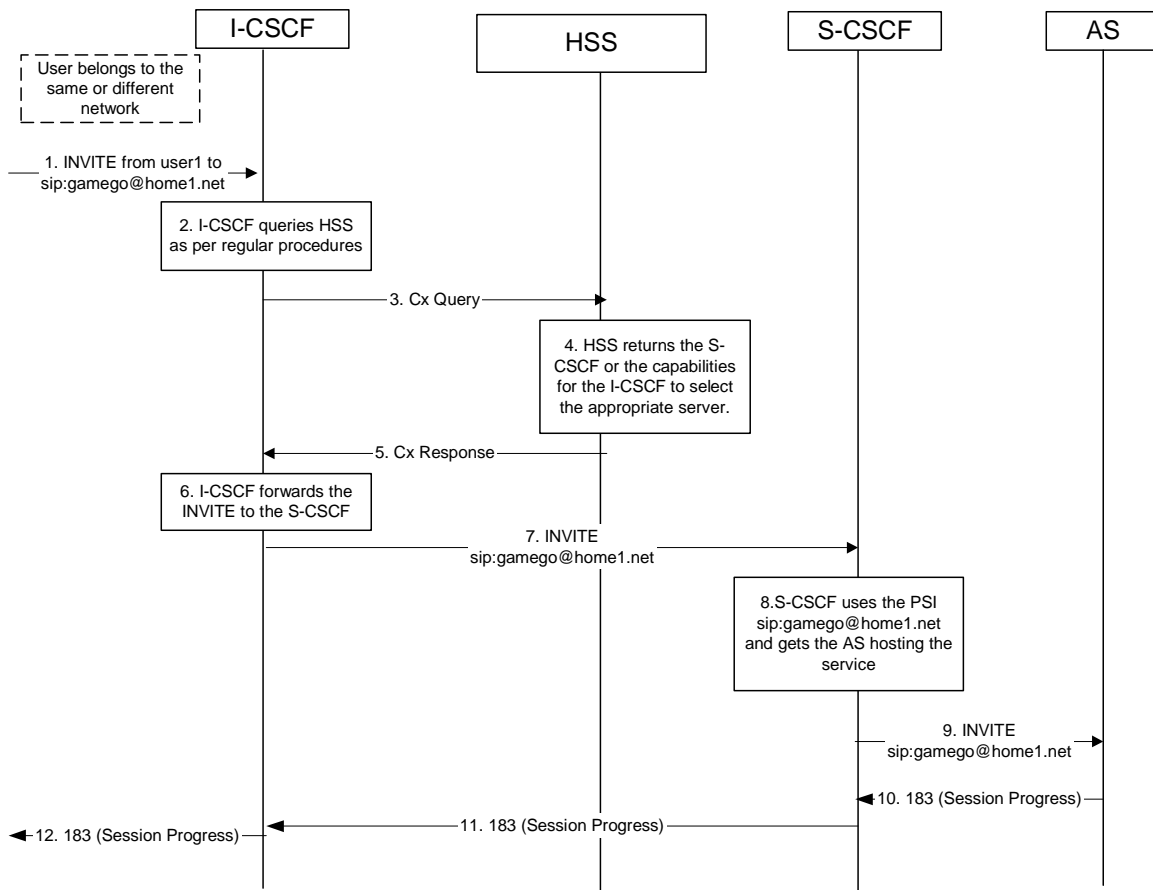 I-CSCF
HSS
S-CSCF
AS
User belongs to the
same or different
network
1. INVITE from user1 to
sip:gamego@home1.net
2. I-CSCF queries HSS
as per regular procedures
3. Cx Query
4. HSS returns the S-
CSCF or the capabilities
for the I-CSCF to select
the appropriate server.
5. Cx Response
6. I-CSCF forwards the
INVITE to the S-CSCF
7. INVITE
sip:gamego@home1.net
8.S-CSCF uses the PSI
sip:gamego@home1.net
and gets the AS hosting the
service
9. INVITE
sip:gamego@home1.net
10. 183 (Session Progress)
11. 183 (Session Progress)
12. 183 (Session Progress)